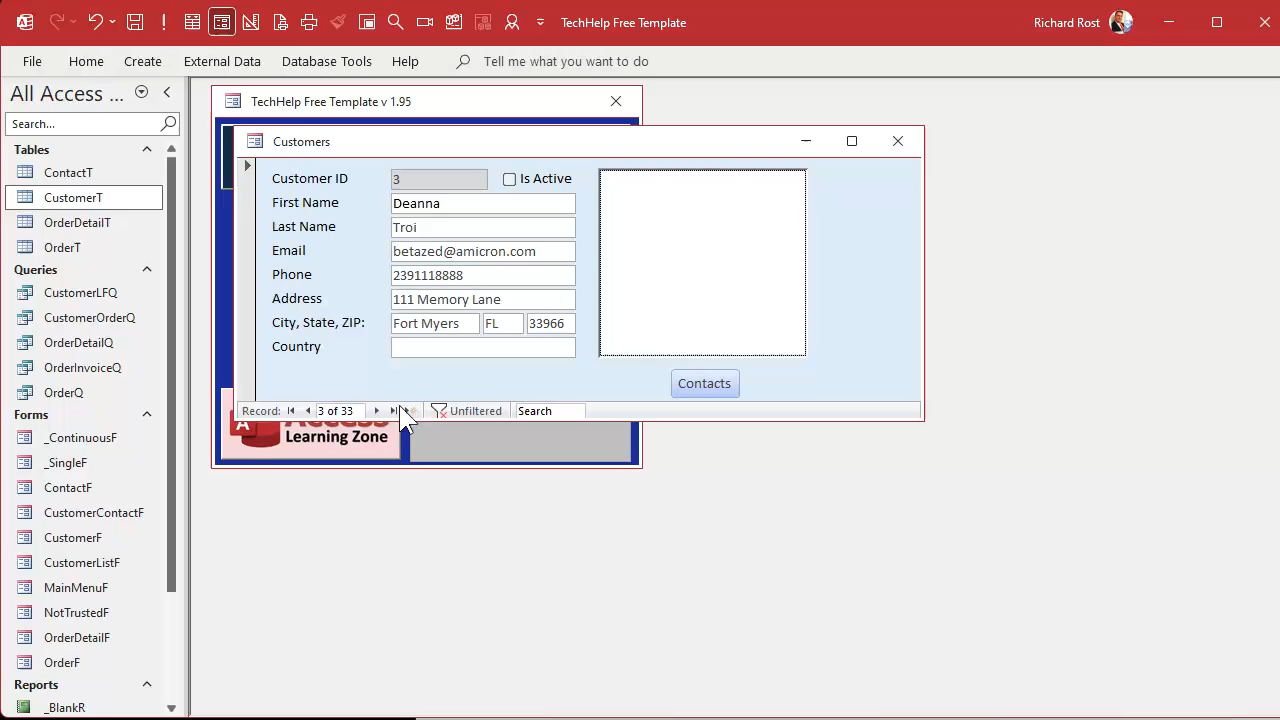 TechHelp Free Template
Richard Rost
File
Home
Create
External Data
Database Tools
Help
Tell me what you want to do
All Access ...
Search...
Tables
ContactT
CustomerT
OrderDetailT
OrderT
Queries
CustomerLFQ
CustomerOrderQ
OrderDetailQ
OrderInvoiceQ
OrderQ
Forms
_ContinuousF
_SingleF
ContactF
CustomerContactF
CustomerF
CustomerListF
MainMenuF
NotTrustedF
OrderDetailF
OrderF
Reports
_BlankR
TechHelp Free Template v 1.95
Customers
Customer ID 3 Is Active
First Name Deanna
Last Name Troi
Email betazed@amicron.com
Phone 2391118888
Address 111 Memory Lane
City, State, ZIP: Fort Myers FL 33966
Country
Contacts
Record: 3 of 33 Unfiltered Search
Learning Zone